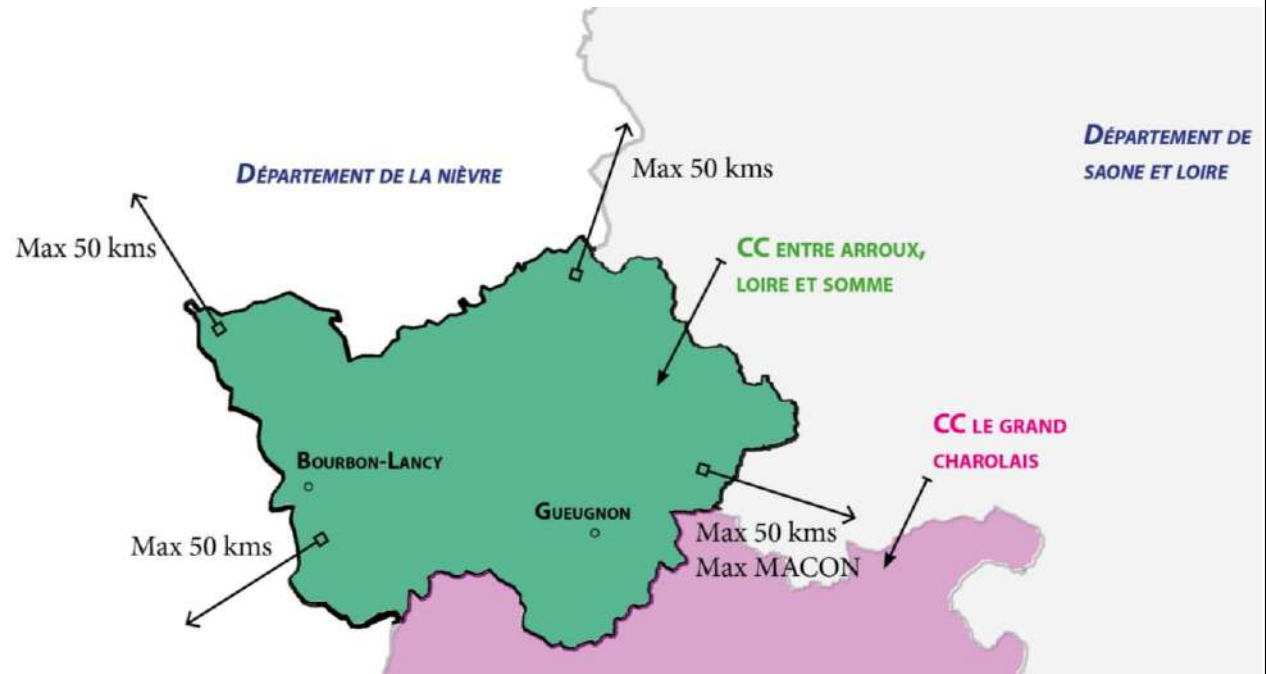 DÉPARTEMENT DE LA NIÈVRE
DÉPARTEMENT DE
SAONE ET LOIRE
Max 50 kms
Max 50 kms
CC ENTRE ARROUX,
LOIRE ET SOMME
CC LE GRAND
CHAROLAIS
BOURBON-LANCY
GUEUGNON
Max 50 kms
Max 50 kms
Max MACON